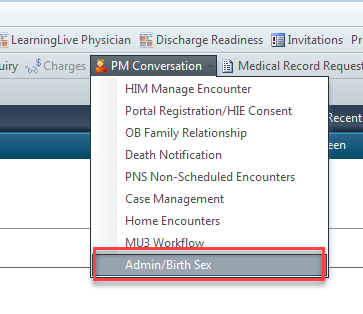 LearningLive Physician Discharge Readiness Invitations Pr
uiry Charges PM Conversation Medical Record Request
HIM Manage Encounter
Recent
Portal Registration/HIE Consent
OB Family Relationship
een
Death Notification
PNS Non-Scheduled Encounters
Case Management
Home Encounters
MU3 Workflow
Admin/Birth Sex